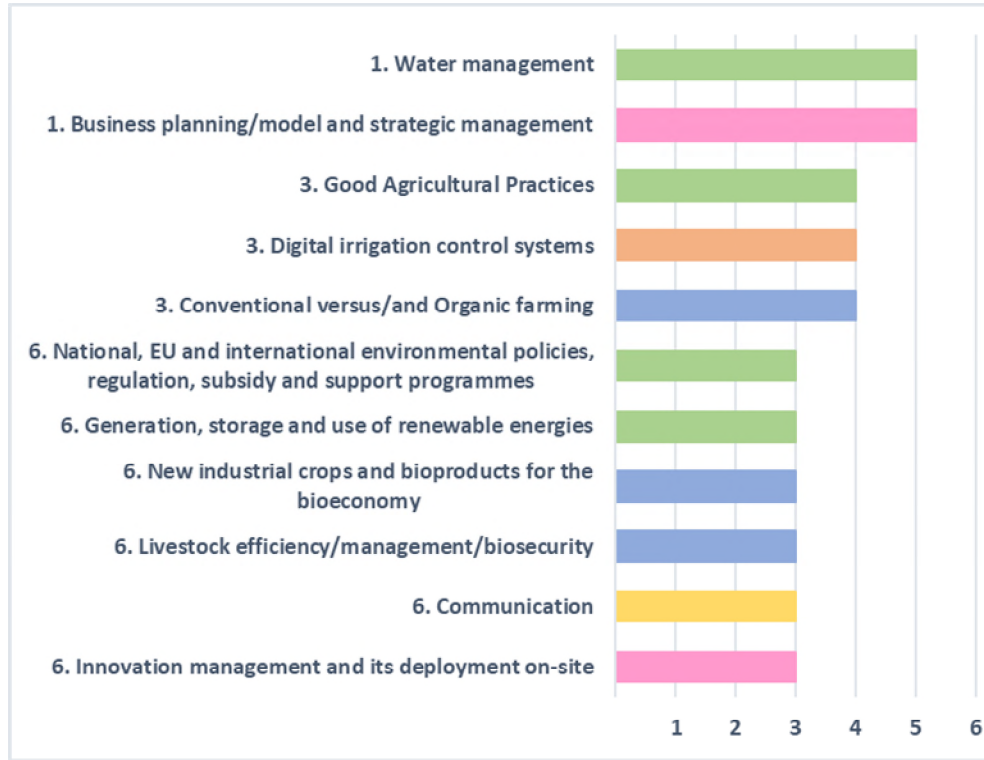 1. Water management
1. Business planning/model and strategic management
3. Good Agricultural Practices
3. Digital irrigation control systems
3. Conventional versus/and Organic farming
6. National, EU and international environmental policies,
regulation, subsidy and support programmes
6. Generation, storage and use of renewable energies
6. New industrial crops and bioproducts for the
bioeconomy
6. Livestock efficiency/management/biosecurity
6. Communication
6. Innovation management and its deployment on-site
1 2 3 4 5 6